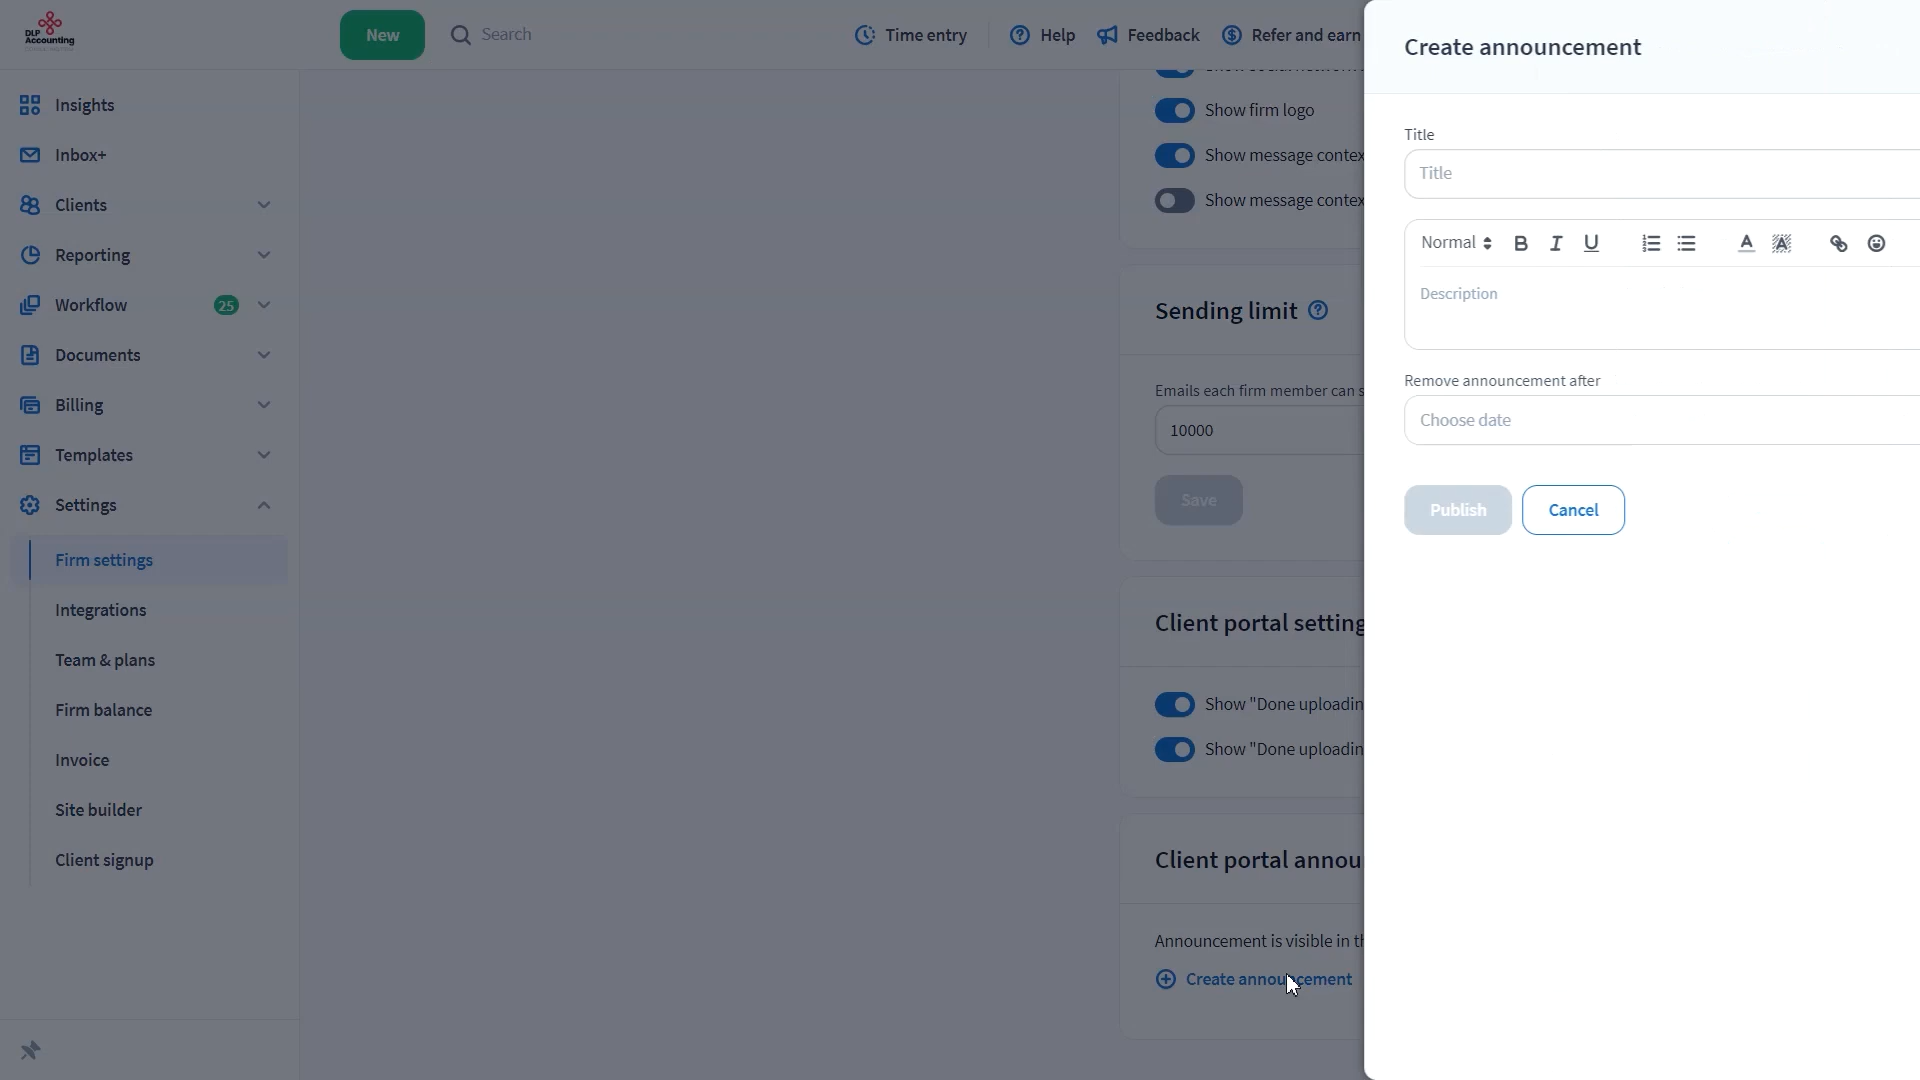 DLP
Accounting
New
Search
Time entry
Help
Feedback
Refer and earn
Insights
Inbox+
Clients
Reporting
Workflow
25
Documents
Billing
Templates
Settings
Firm settings
Integrations
Team & plans
Firm balance
Invoice
Site builder
Client signup
Show firm logo
Show message contex
Show message contex
Sending limit
Emails each firm member can s
10000
Save
Client portal setting
Show "Done uploadin
Show "Done uploadin
Client portal annou
Announcement is visible in th
Create announcement
Create announcement
Title
Title
Normal
Description
Remove announcement after
Choose date
Publish
Cancel